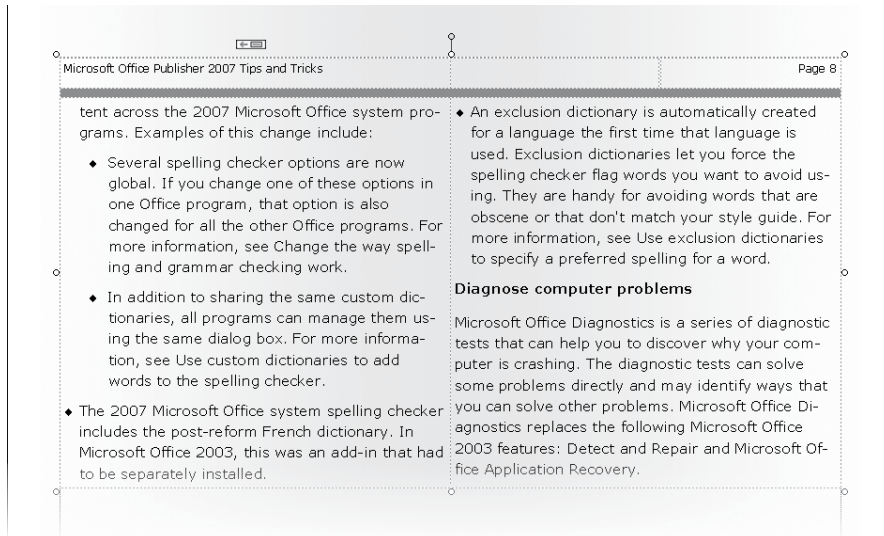 Microsoft Office Publisher 2007 Tips and Tricks
Page 8
tent across the 2007 Microsoft Office system pro-
grams. Examples of this change include:
◆ Several spelling checker options are now
global. If you change one of these options in
one Office program, that option is also
changed for all the other Office programs. For
more information, see Change the way spell-
ing and grammar checking work.
◆ In addition to sharing the same custom dic-
tionaries, all programs can manage them us-
ing the same dialog box. For more informa-
tion, see Use custom dictionaries to add
words to the spelling checker.
◆ The 2007 Microsoft Office system spelling checker
includes the post-reform French dictionary. In
Microsoft Office 2003, this was an add-in that had
to be separately installed.
◆ An exclusion dictionary is automatically created
for a language the first time that language is
used. Exclusion dictionaries let you force the
spelling checker flag words you want to avoid us-
ing. They are handy for avoiding words that are
obscene or that don't match your style guide. For
more information, see Use exclusion dictionaries
to specify a preferred spelling for a word.
Diagnose computer problems
Microsoft Office Diagnostics is a series of diagnostic
tests that can help you to discover why your com-
puter is crashing. The diagnostic tests can solve
some problems directly and may identify ways that
you can solve other problems. Microsoft Office Di-
agnostics replaces the following Microsoft Office
2003 features: Detect and Repair and Microsoft Of-
fice Application Recovery.